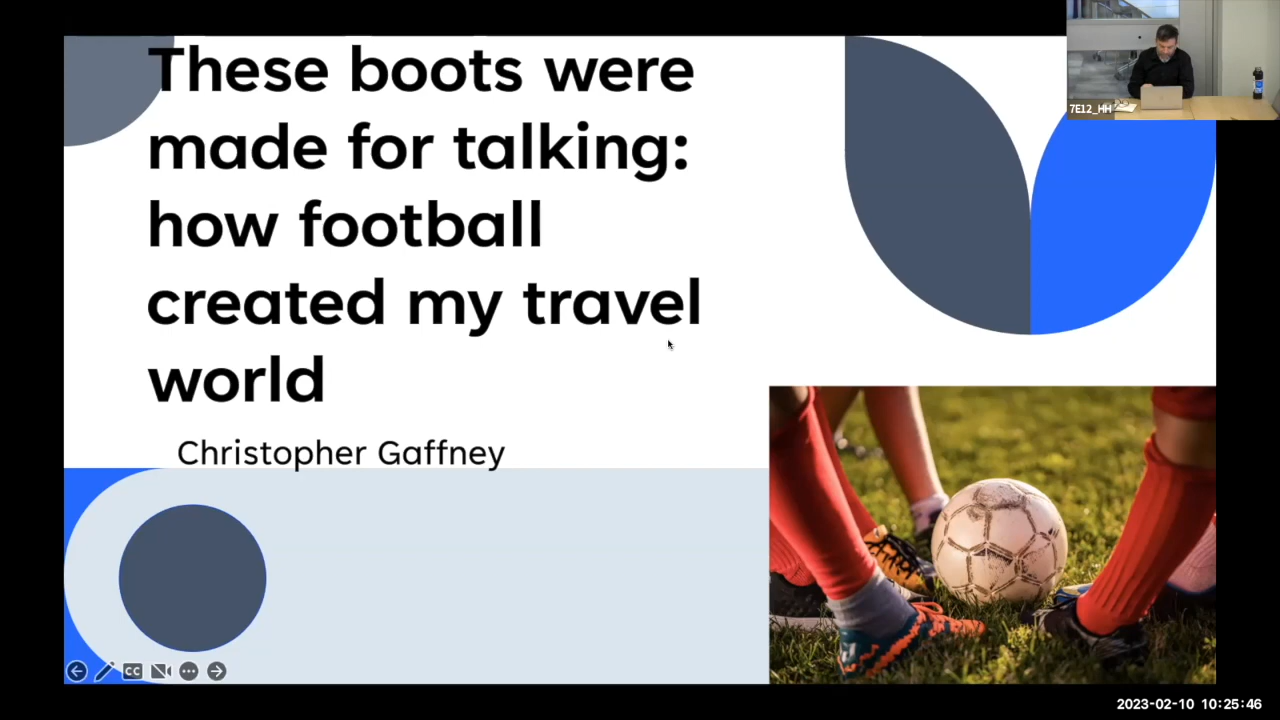 These boots were
made for talking:
how football
created my travel
world
Christopher Gaffney
7E12_HH
CC
2023-02-10 10:25:46